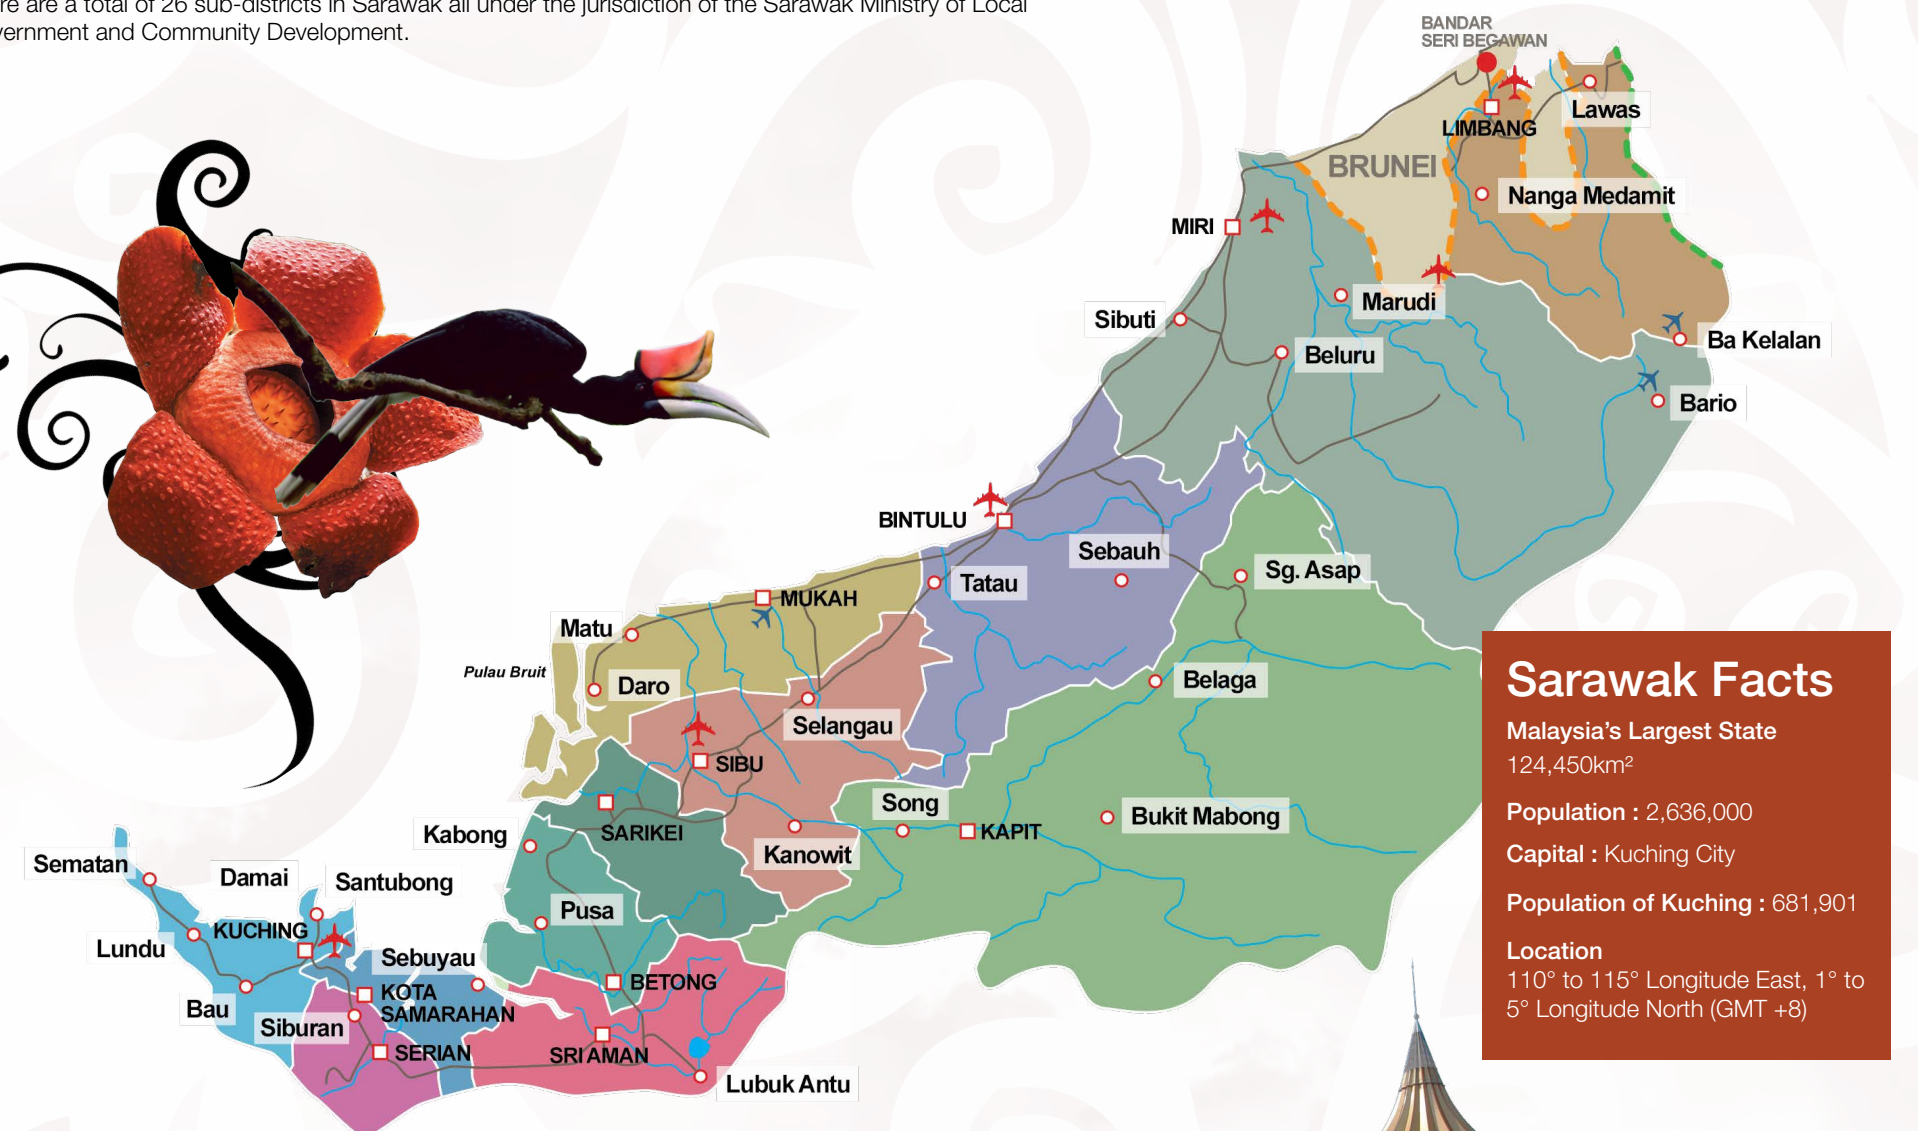 are a total of 26 sub-districts in Sarawak all under the jurisdiction of the Sarawak Ministry of Local
and Community Development.
BANDAR
SERI BEGAWAN
Lawas
LIMBANG
BRUNEI
Nanga Medamit
MIRI
Marudi
Sibuti
Ba Kelalan
Beluru
Bario
BINTULU
Sebauh
Sg. Asap
Tatau
MUKAH
Matu
Pulau Bruit
Daro
Belaga
Selangau
SIBU
Song
Bukit Mabong
KAPIT
SARIKEI
Kabong
Kanowit
Sematan
Damai
Santubong
Pusa
KUCHING
Lundu
Sebuyau
BETONG
KOTA
SAMARAHAN
Bau
Siburan
SERIAN
SRI AMAN
Lubuk Antu
Sarawak Facts
Malaysia's Largest State
124,450km²
Population : 2,636,000
Capital : Kuching City
Population of Kuching : 681,901
Location
110° to 115° Longitude East, 1° to
5° Longitude North (GMT +8)